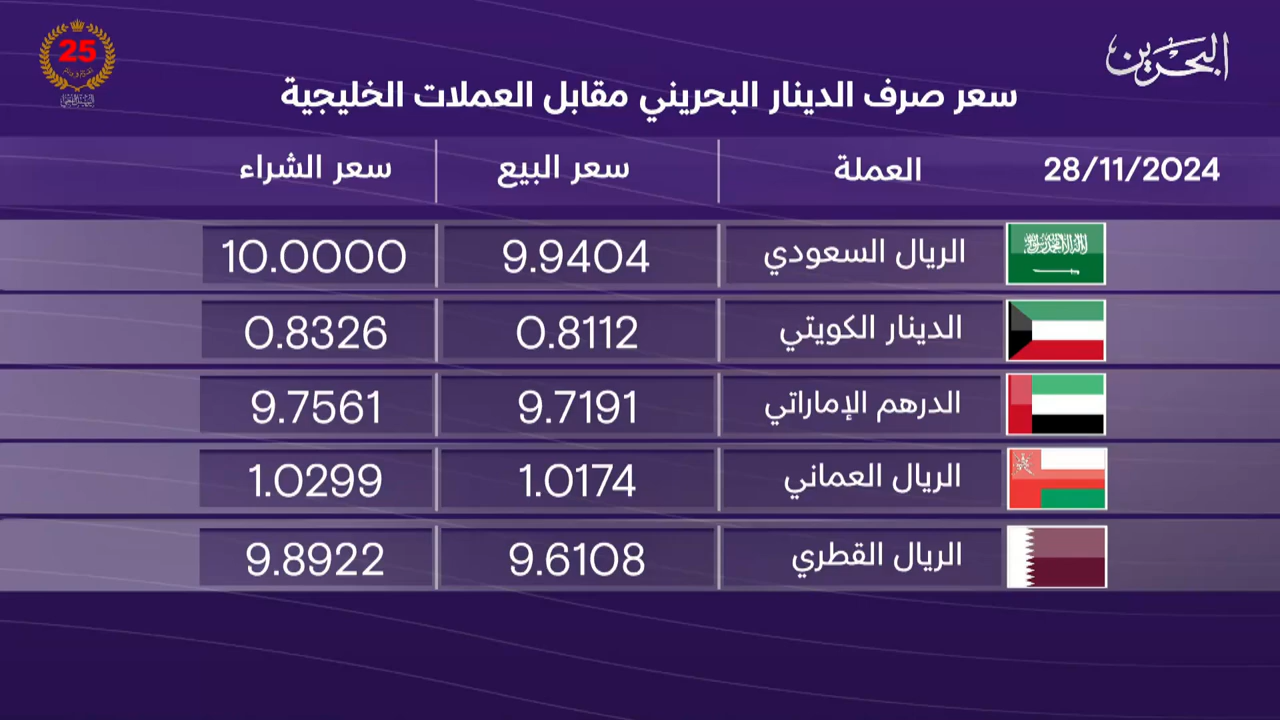 البحرين
25
سعر صرف الدينار البحريني مقابل العملات الخليجية
28/11/2024 العملة سعر البيع سعر الشراء
الريال السعودي 9.9404 10.0000
الدينار الكويتي 0.8112 0.8326
الدرهم الإماراتي 9.7191 9.7561
الريال العماني 1.0174 1.0299
الريال القطري 9.6108 9.8922